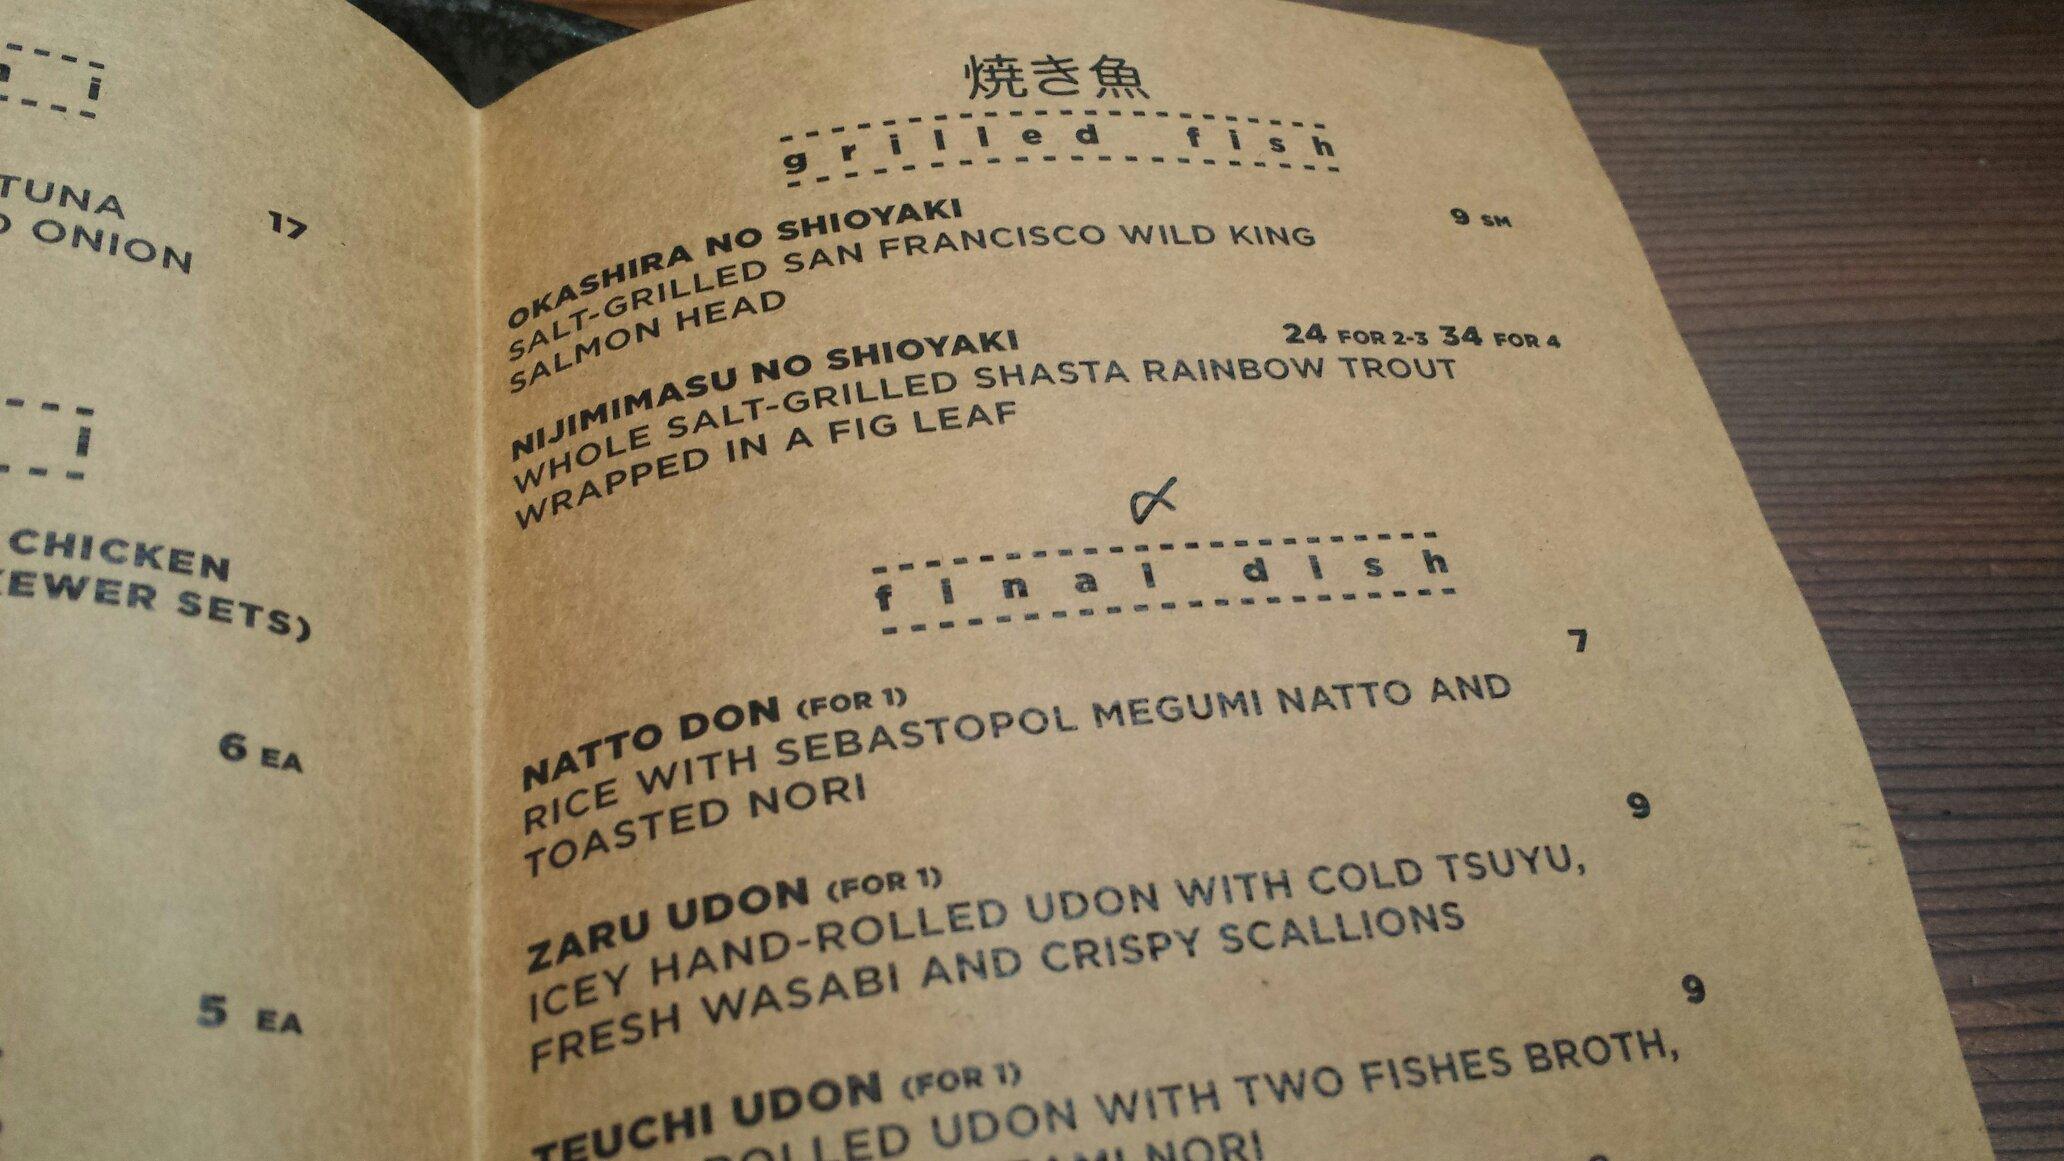 i
TUNA
ONION
17
i
CHICKEN
SETS)
6 EA
5 EA
焼き魚
grilled fish
OKASHIRA NO SHIOYAKI 9 SM
SALT-GRILLED SAN FRANCISCO WILD KING
SALMON HEAD
NIJIMIMASU NO SHIOYAKI 24 FOR 2-3 34 FOR 4
WHOLE SALT-GRILLED SHASTA RAINBOW TROUT
WRAPPED IN A FIG LEAF
〆
final dish
NATTO DON (FOR 1) 7
RICE WITH SEBASTOPOL MEGUMI NATTO AND
TOASTED NORI
ZARU UDON (FOR 1) 9
ICEY HAND-ROLLED UDON WITH COLD TSUYU,
FRESH WASABI AND CRISPY SCALLIONS
TEUCHI UDON (FOR 1) 9
UDON WITH TWO FISHES BROTH,
NORI